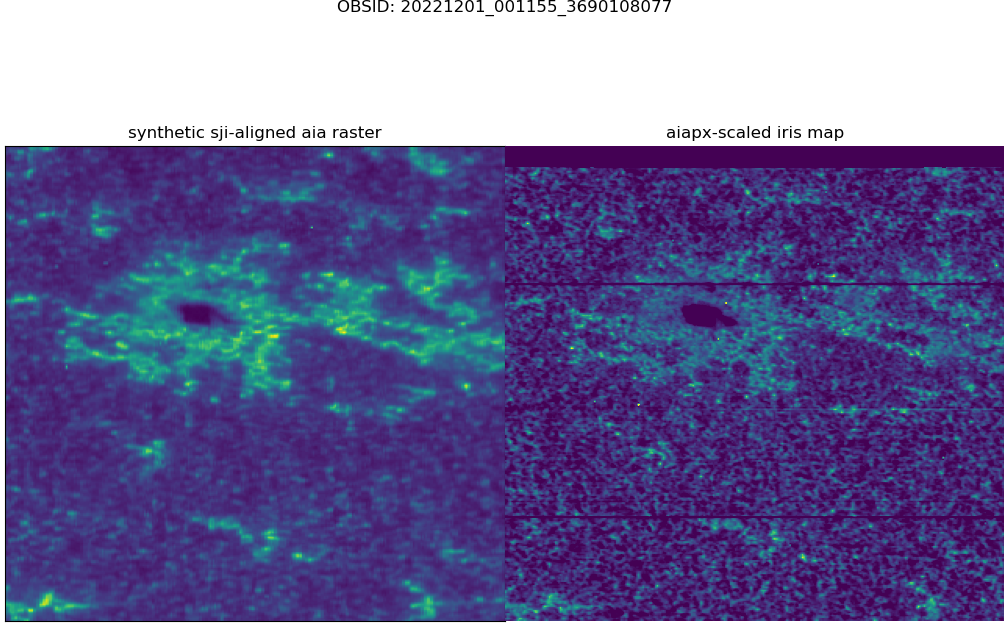 OBSID: 20221201_001155_3690108077
synthetic sji-aligned aia raster
aiapx-scaled iris map